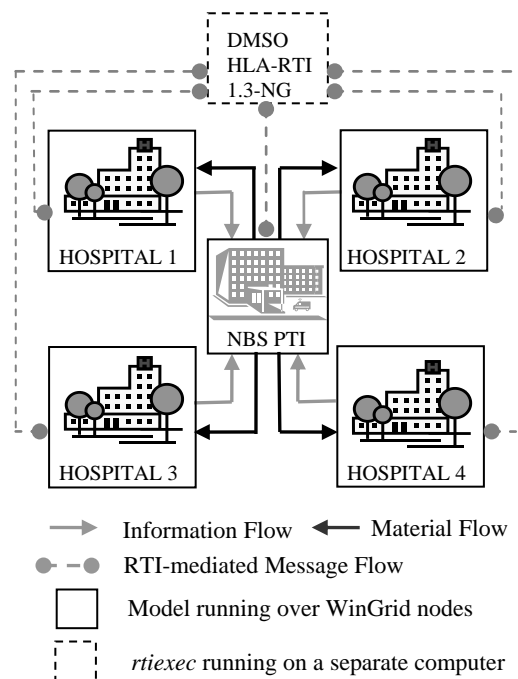 DMSO
HLA-RTI
1.3-NG
H
H
HOSPITAL 1
HOSPITAL 2
NBS PTI
H
H
HOSPITAL 3
HOSPITAL 4
Information Flow
Material Flow
RTI-mediated Message Flow
Model running over WinGrid nodes
rtiexec running on a separate computer